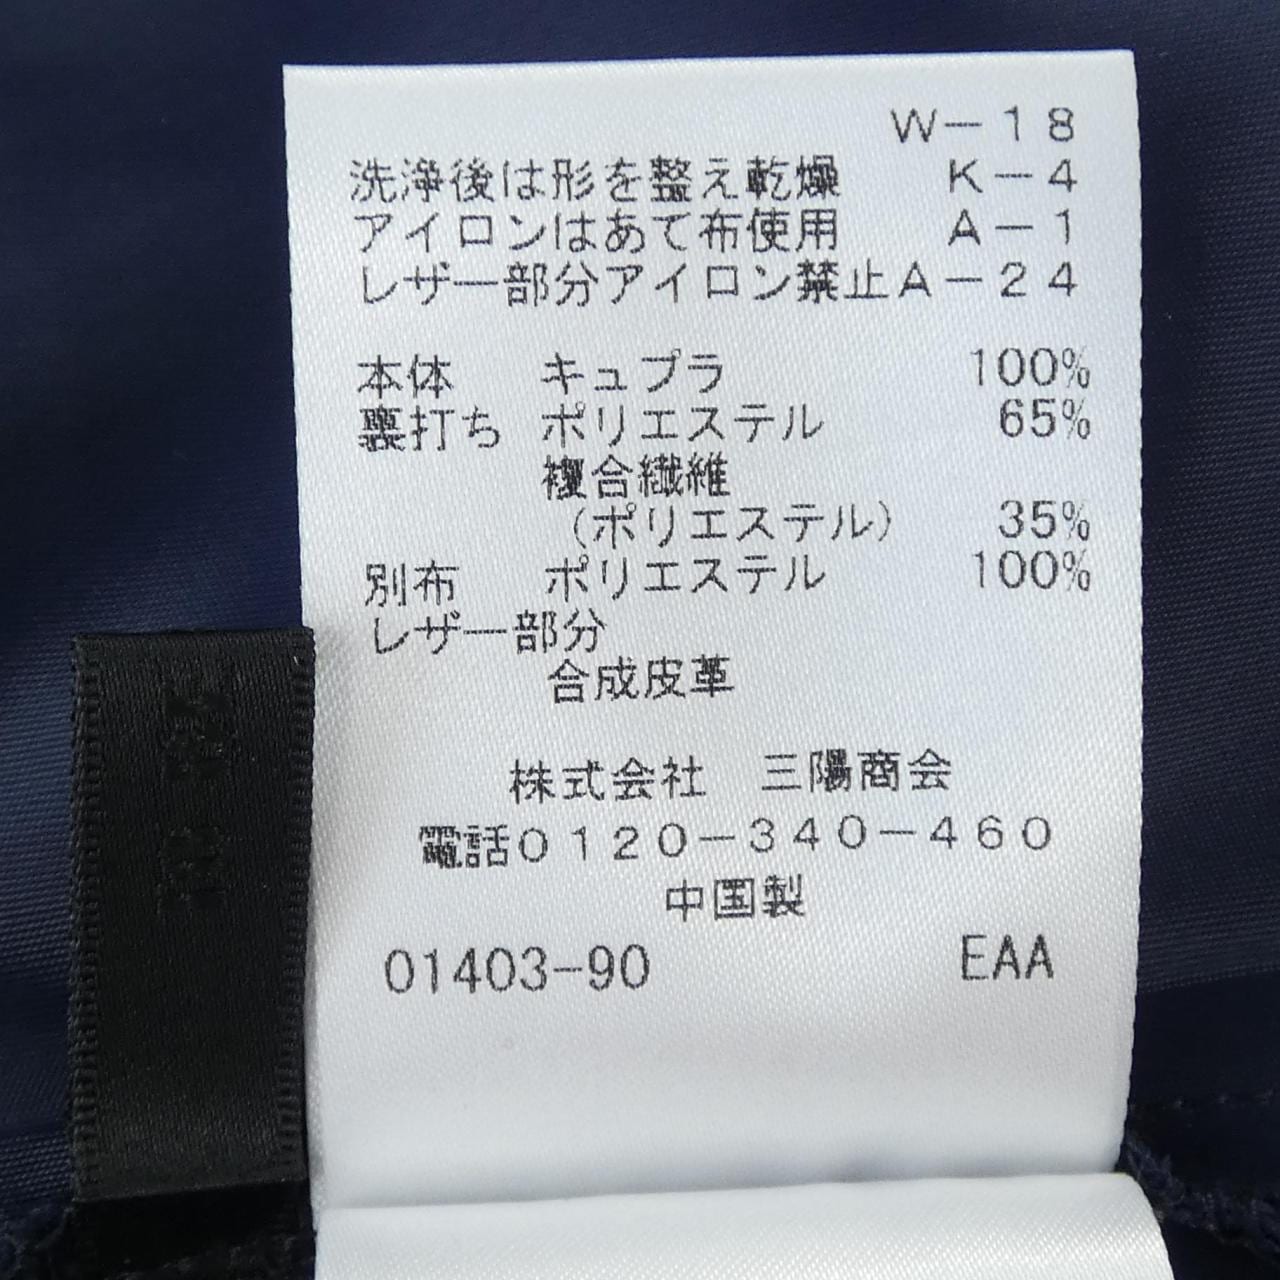 W-18
洗浄後は形を整え乾燥 K-4
アイロンはあて布使用 A-1
レザー部分アイロン禁止A-24
本体 キュプラ 100%
裏打ち ポリエステル 65%
複合繊維
(ポリエステル) 35%
別布 ポリエステル 100%
レザー部分
合成皮革
株式会社 三陽商会
電話0120-340-460
中国製
01403-90 EAA